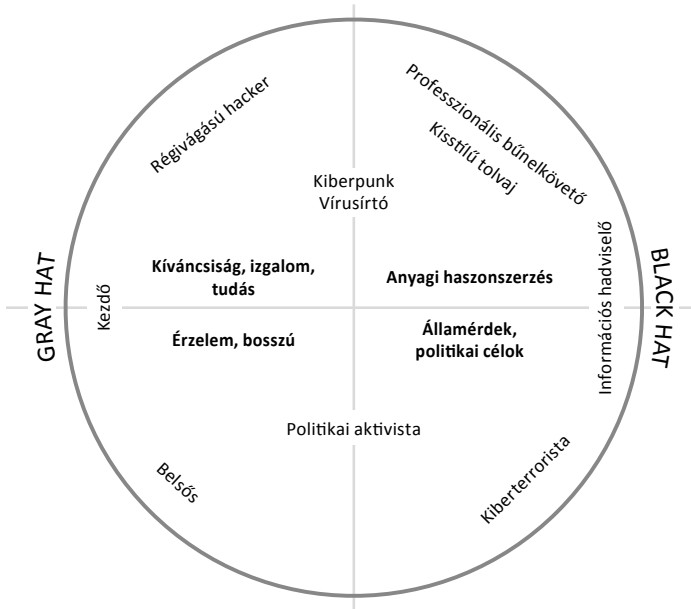 Régivágású hacker
Professzionális bűnelkövető
Kisstílű tolvaj
Kiberpunk
Vírusírtó
GRAY HAT
Kezdő
Kíváncsiság, izgalom,
tudás
Anyagi haszonszerzés
Információs hadviselő
BLACK HAT
Érzelem, bosszú
Államérdek,
politikai célok
Politikai aktivista
Belsős
Kiberterrorista